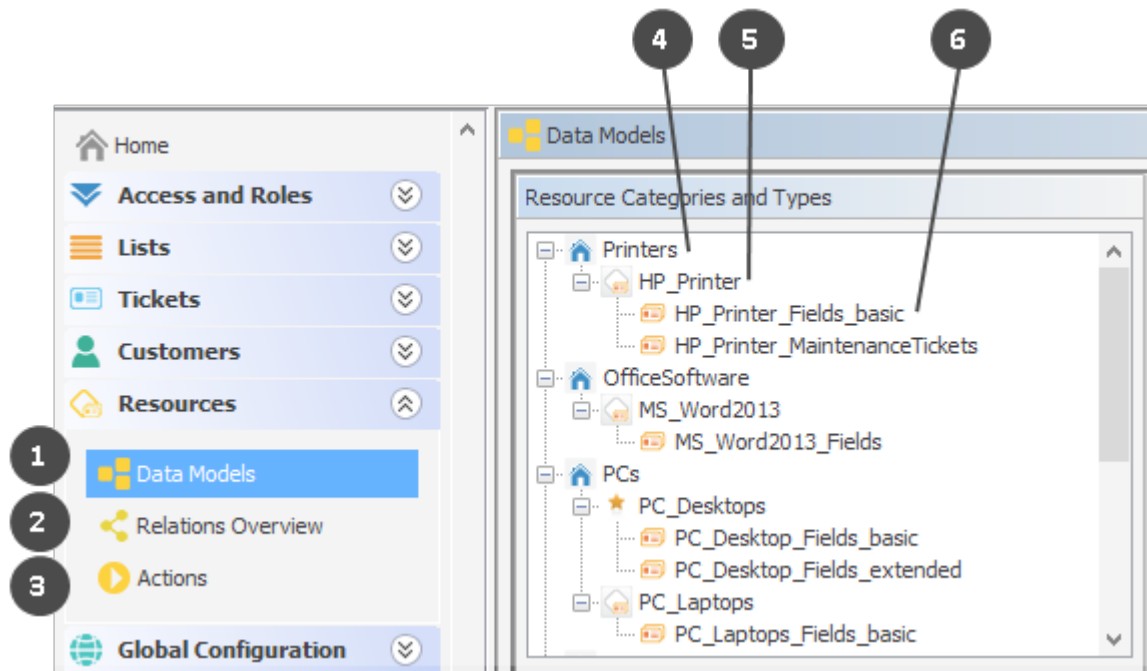 4 5 6
Home
Access and Roles
Lists
Tickets
Customers
Resources
1
Data Models
2
Relations Overview
3
Actions
Global Configuration
Data Models
Resource Categories and Types
Printers
HP_Printer
HP_Printer_Fields_basic
HP_Printer_MaintenanceTickets
OfficeSoftware
MS_Word2013
MS_Word2013_Fields
PCs
PC_Desktops
PC_Desktop_Fields_basic
PC_Desktop_Fields_extended
PC_Laptops
PC_Laptops_Fields_basic